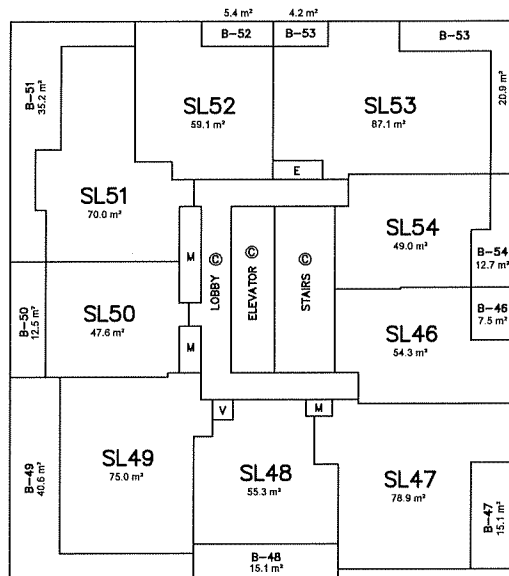 5.4 m² 4.2 m²
B-52 B-53 B-53
B-51
35.2 m²
SL52
59.1 m²
SL53
87.1 m²
20.9 m²
E
SL51
70.0 m²
SL54
49.0 m²
M
LOBBY ©
ELEVATOR ©
STAIRS ©
B-54
12.7 m²
B-50
12.5 m²
SL50
47.6 m²
M
SL46
54.3 m²
B-46
7.5 m²
V
M
B-49
40.6 m²
SL49
75.0 m²
SL48
55.3 m²
SL47
78.9 m²
B-47
15.1 m²
B-48
15.1 m²